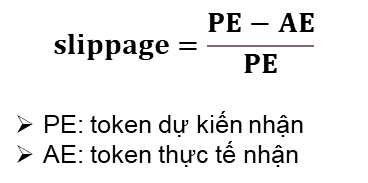 slippage = (PE − AE) / PE
➢ PE: token dự kiến nhận
➢ AE: token thực tế nhận